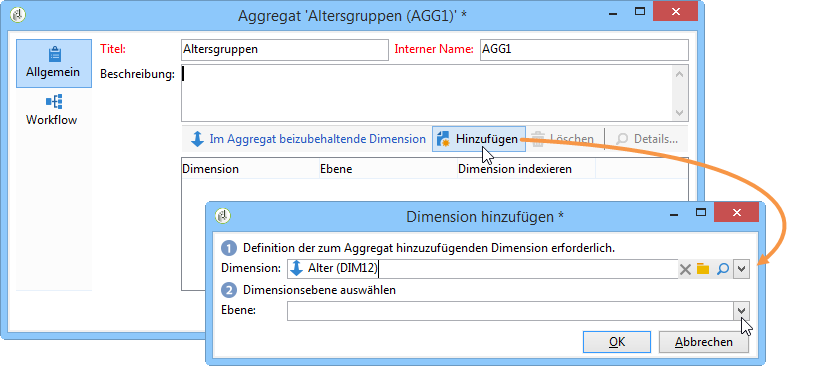 Aggregat 'Altersgruppen (AGG1)' *
Allgemein
Workflow
Titel: Altersgruppen Interner Name: AGG1
Beschreibung:
Im Aggregat beizubehaltende Dimension Hinzufügen Löschen Details...
Dimension Ebene Dimension indexieren
Dimension hinzufügen *
1 Definition der zum Aggregat hinzuzufügenden Dimension erforderlich.
Dimension: Alter (DIM12)
2 Dimensionsebene auswählen
Ebene:
OK Abbrechen